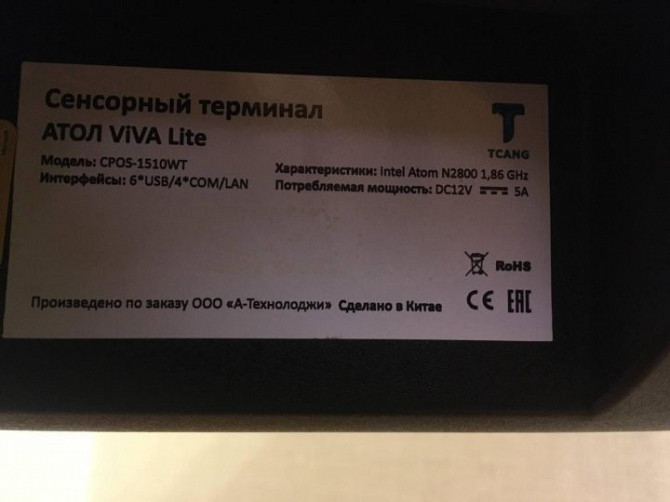 Сенсорный терминал
АТОЛ ViVA Lite
T
TCANG
Модель: CPOS-1510WT
Интерфейсы: 6*USB/4*COM/LAN
Характеристики: Intel Atom N2800 1,86 GHz
Потребляемая мощность: DC12V 5A
RoHS
Произведено по заказу ООО «А-Технолоджи» Сделано в Китае
CE EAC